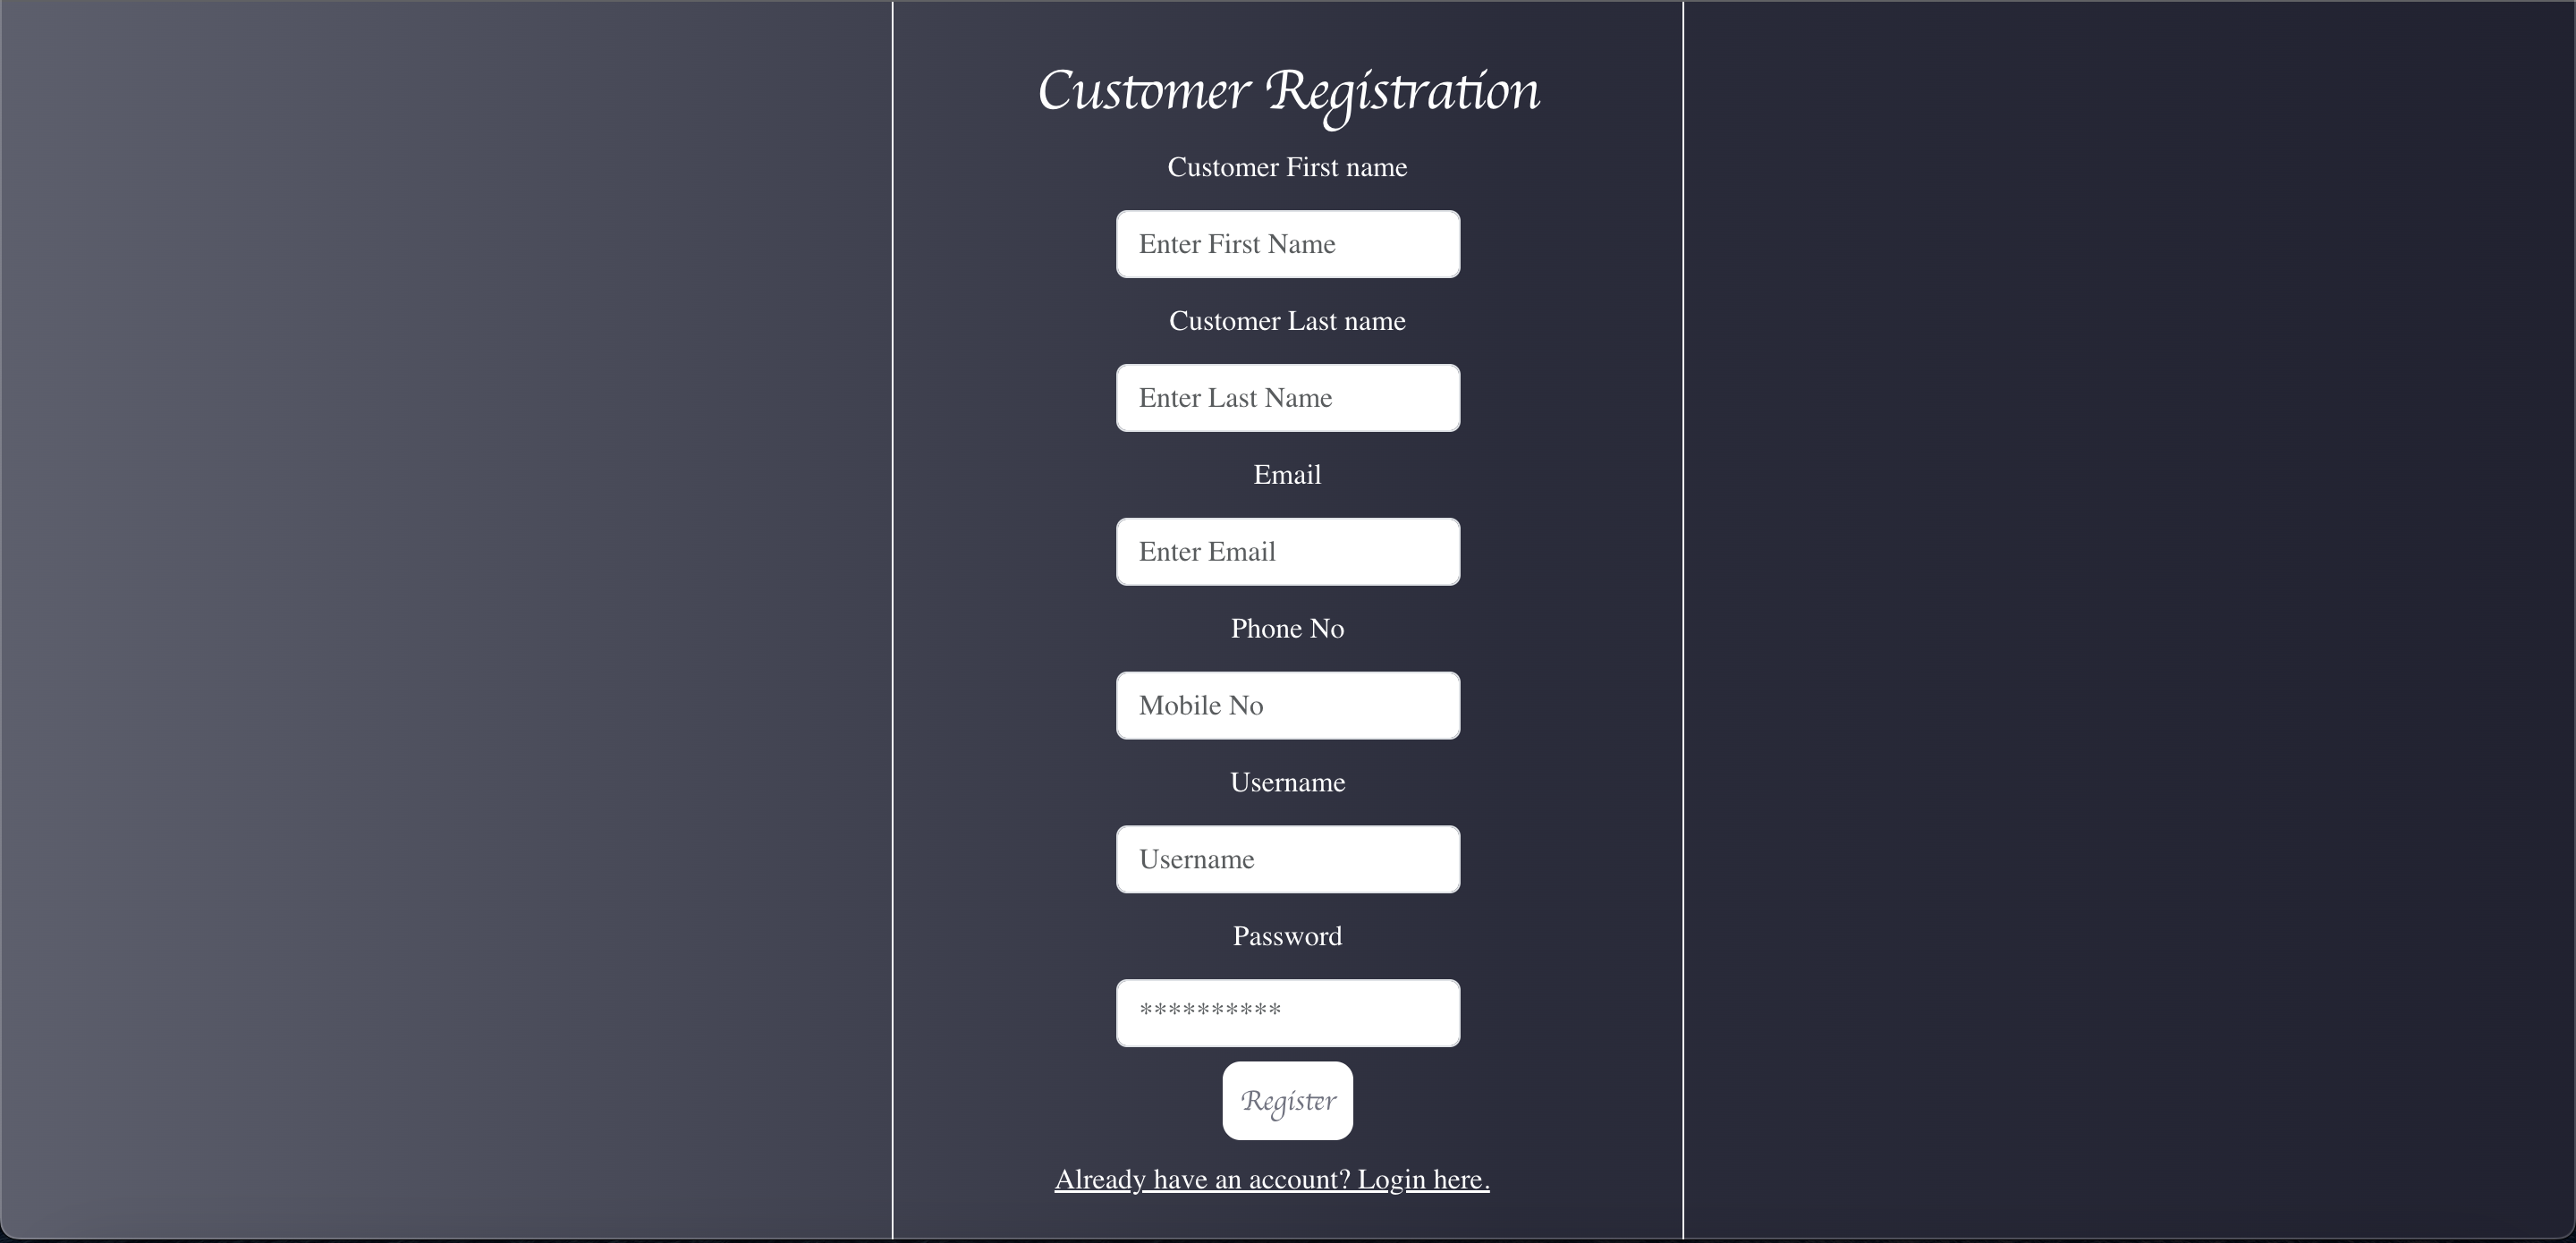 Customer Registration
Customer First name
Enter First Name
Customer Last name
Enter Last Name
Email
Enter Email
Phone No
Mobile No
Username
Username
Password
**********
Register
Already have an account? Login here.